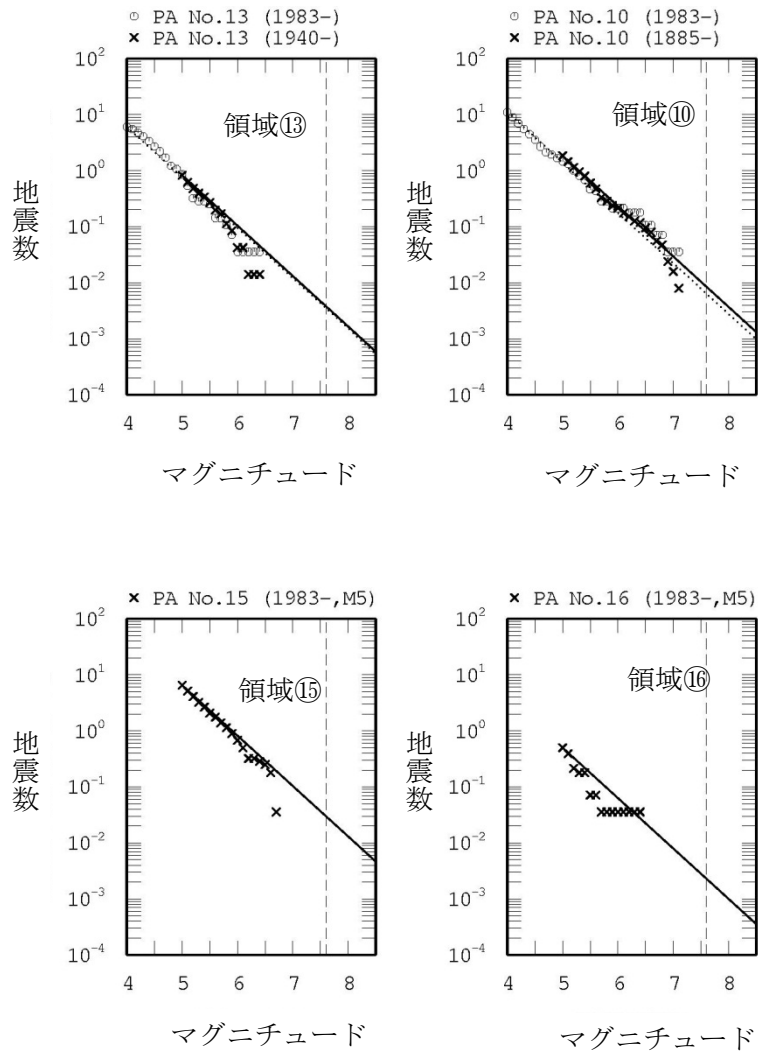 PA No.13 (1983-)
PA No.13 (1940-)
10²
10¹
10⁰
10⁻¹
10⁻²
10⁻³
10⁻⁴
領域⑬
地震数
4 5 6 7 8
マグニチュード
PA No.10 (1983-)
PA No.10 (1885-)
10²
10¹
10⁰
10⁻¹
10⁻²
10⁻³
10⁻⁴
領域⑩
地震数
4 5 6 7 8
マグニチュード
PA No.15 (1983-,M5)
10²
10¹
10⁰
10⁻¹
10⁻²
10⁻³
10⁻⁴
領域⑮
地震数
4 5 6 7 8
マグニチュード
PA No.16 (1983-,M5)
10²
10¹
10⁰
10⁻¹
10⁻²
10⁻³
10⁻⁴
領域⑯
地震数
4 5 6 7 8
マグニチュード